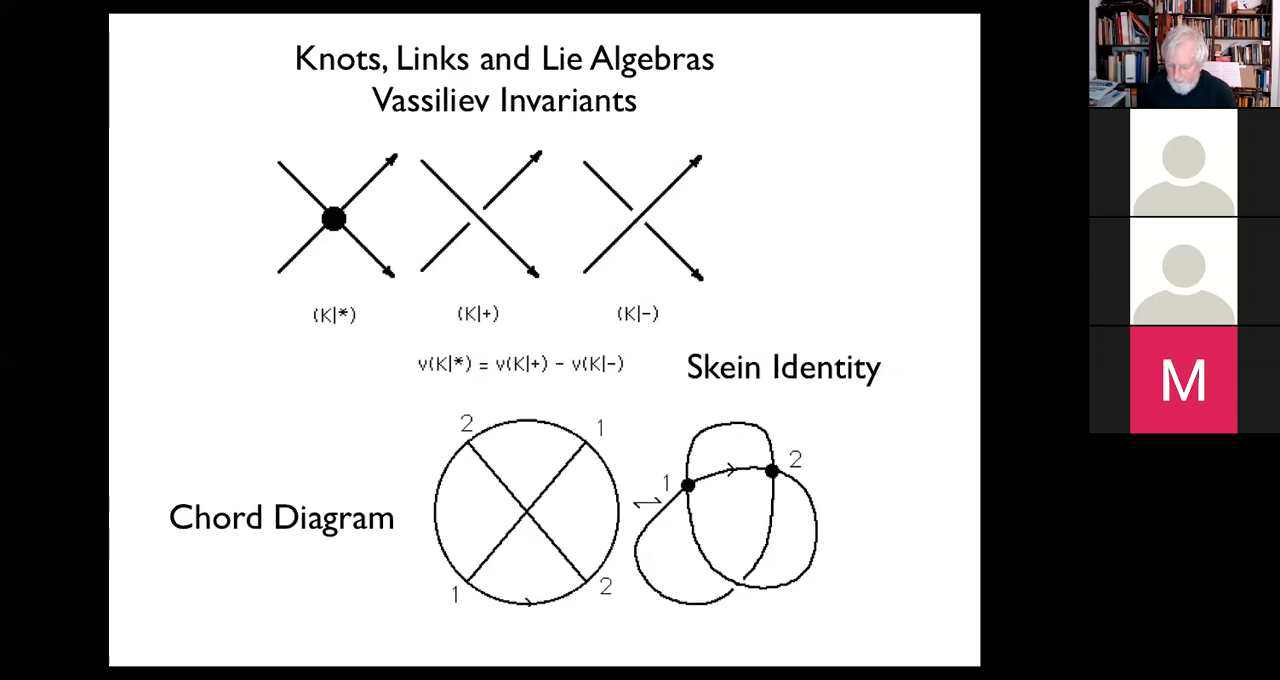 Knots, Links and Lie Algebras
Vassiliev Invariants
(K|*)
(K|+)
(K|-)
v(K|*) = v(K|+) - v(K|-)
Skein Identity
2
1
1
2
Chord Diagram
1
2
M